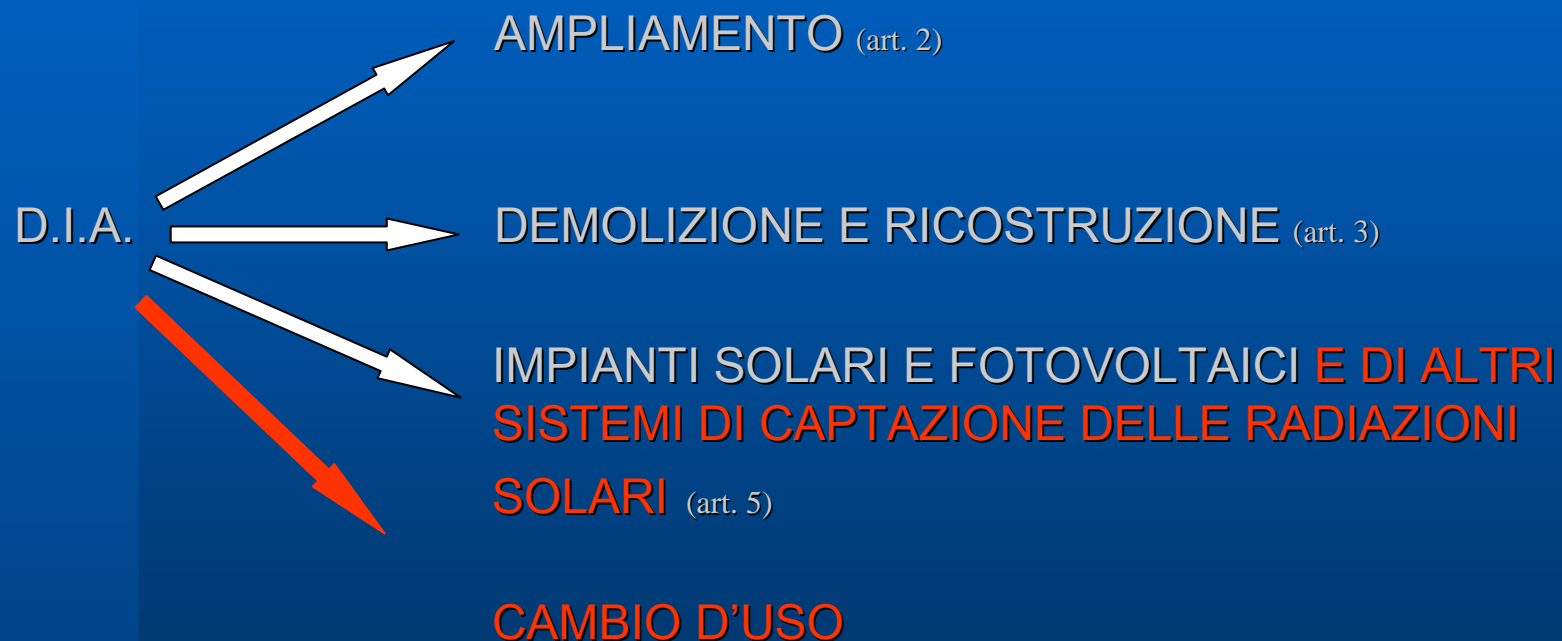 AMPLIAMENTO (art. 2)
D.I.A.
DEMOLIZIONE E RICOSTRUZIONE (art. 3)
IMPIANTI SOLARI E FOTOVOLTAICI E DI ALTRI
SISTEMI DI CAPTAZIONE DELLE RADIAZIONI
SOLARI (art. 5)
CAMBIO D'USO